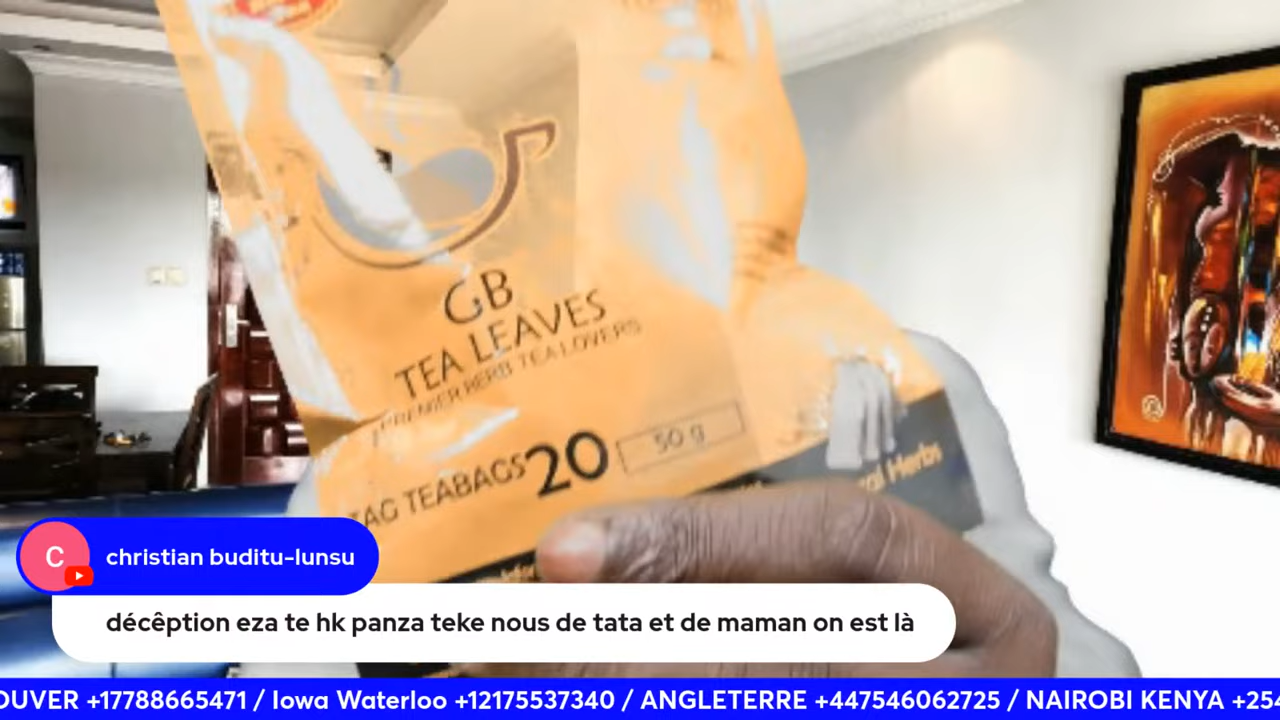 GB
TEA LEAVES
PREMIER HERB TEA LOVERS
TAG TEABAGS 20 50 g
al Herbs
C
christian buditu-lunsu
décêption eza te hk panza teke nous de tata et de maman on est là
OUVER +17788665471 / Iowa Waterloo +12175537340 / ANGLETERRE +447546062725 / NAIROBI KENYA +254